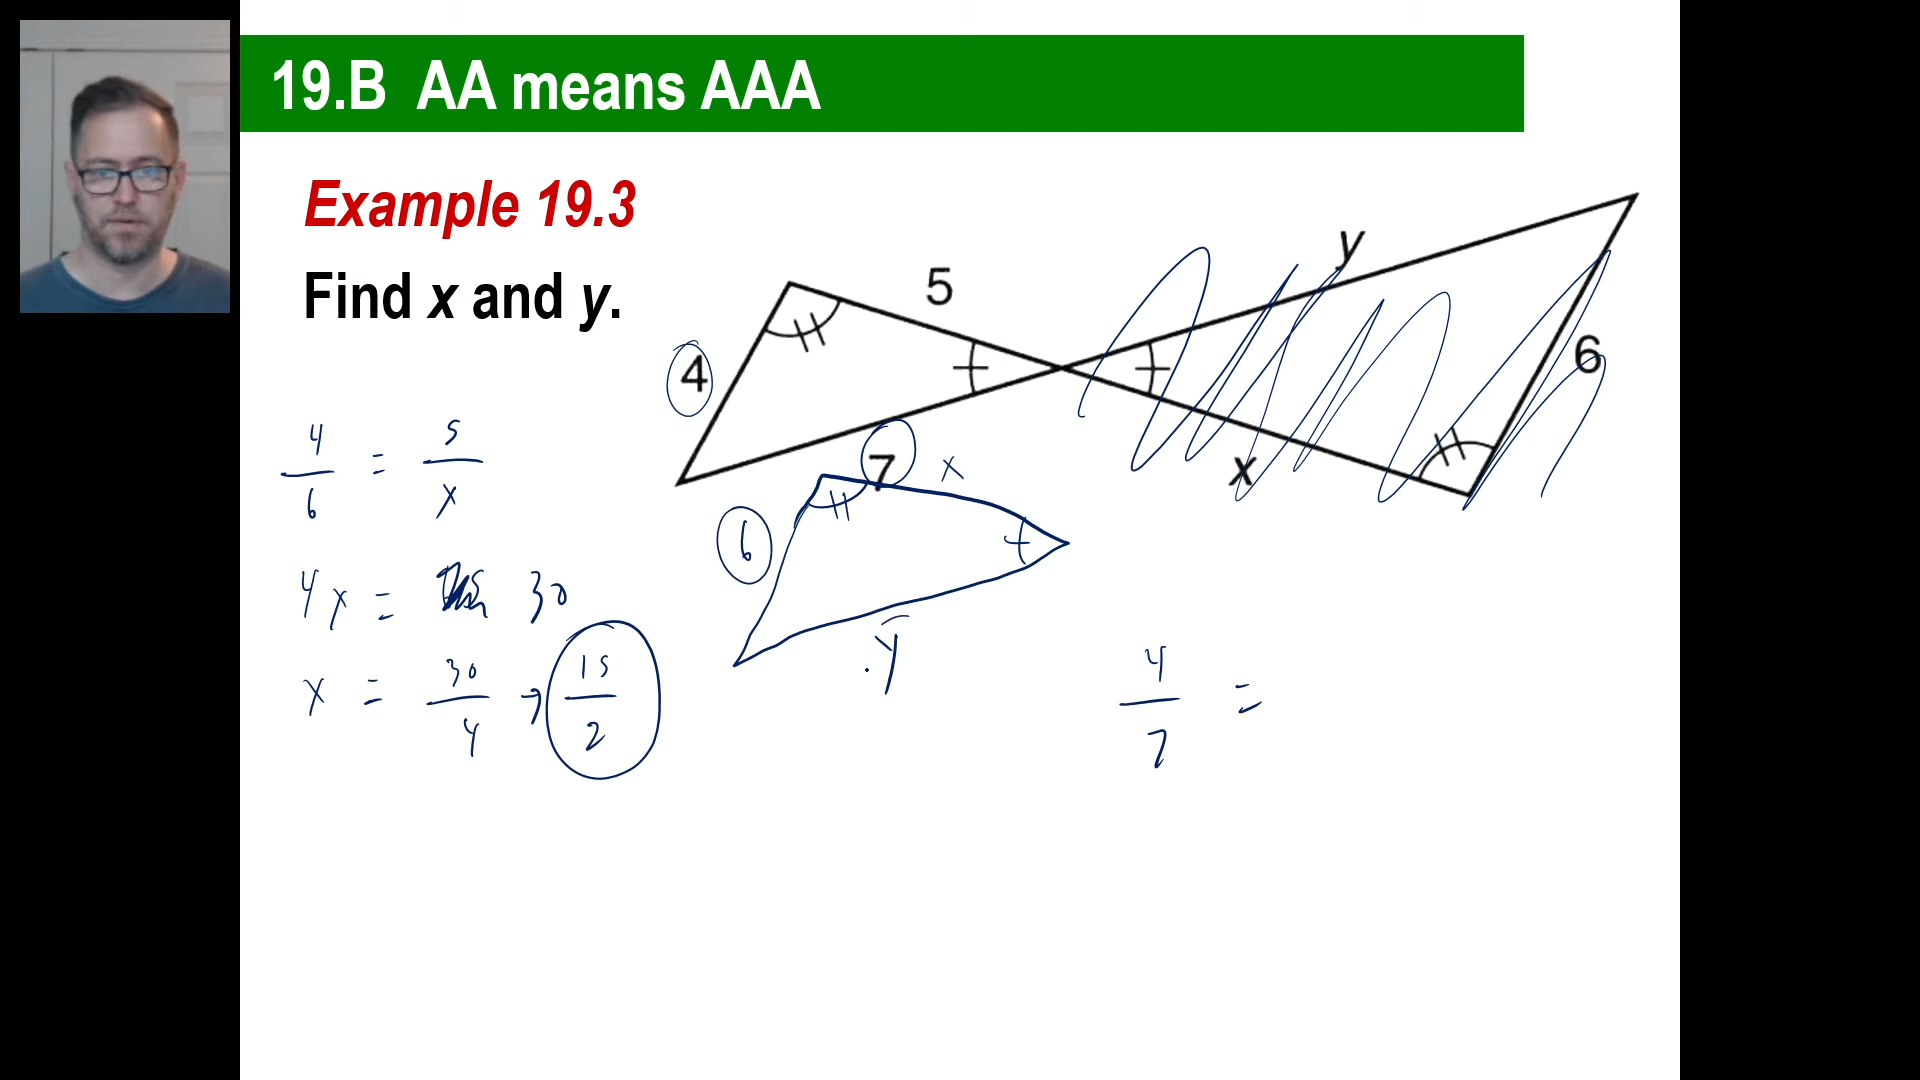 19.B AA means AAA
Example 19.3
Find x and y.
5
y
4
6
7
x
4/6 = 5/x
x
6
4x = 30
y
x = 30/4 → 15/2
4/7 =